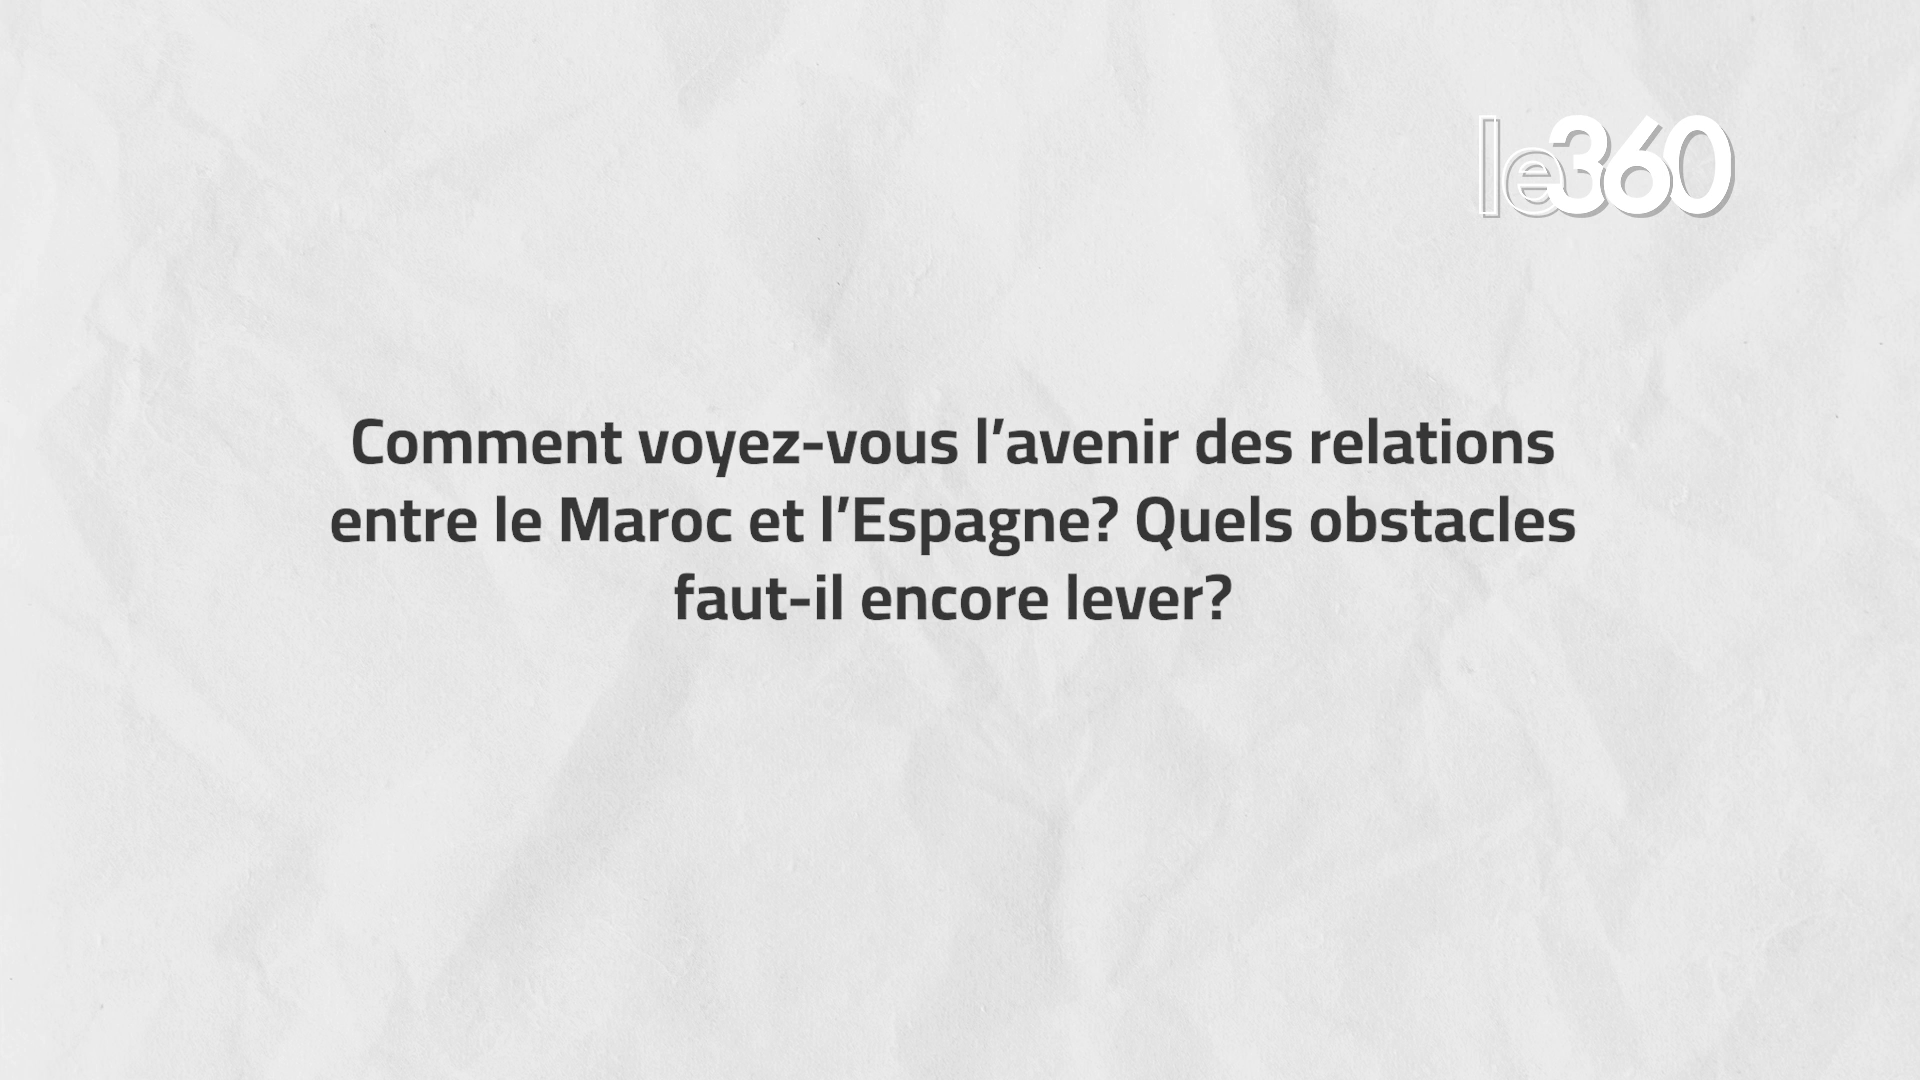 le360
Comment voyez-vous l’avenir des relations
entre le Maroc et l’Espagne? Quels obstacles
faut-il encore lever?